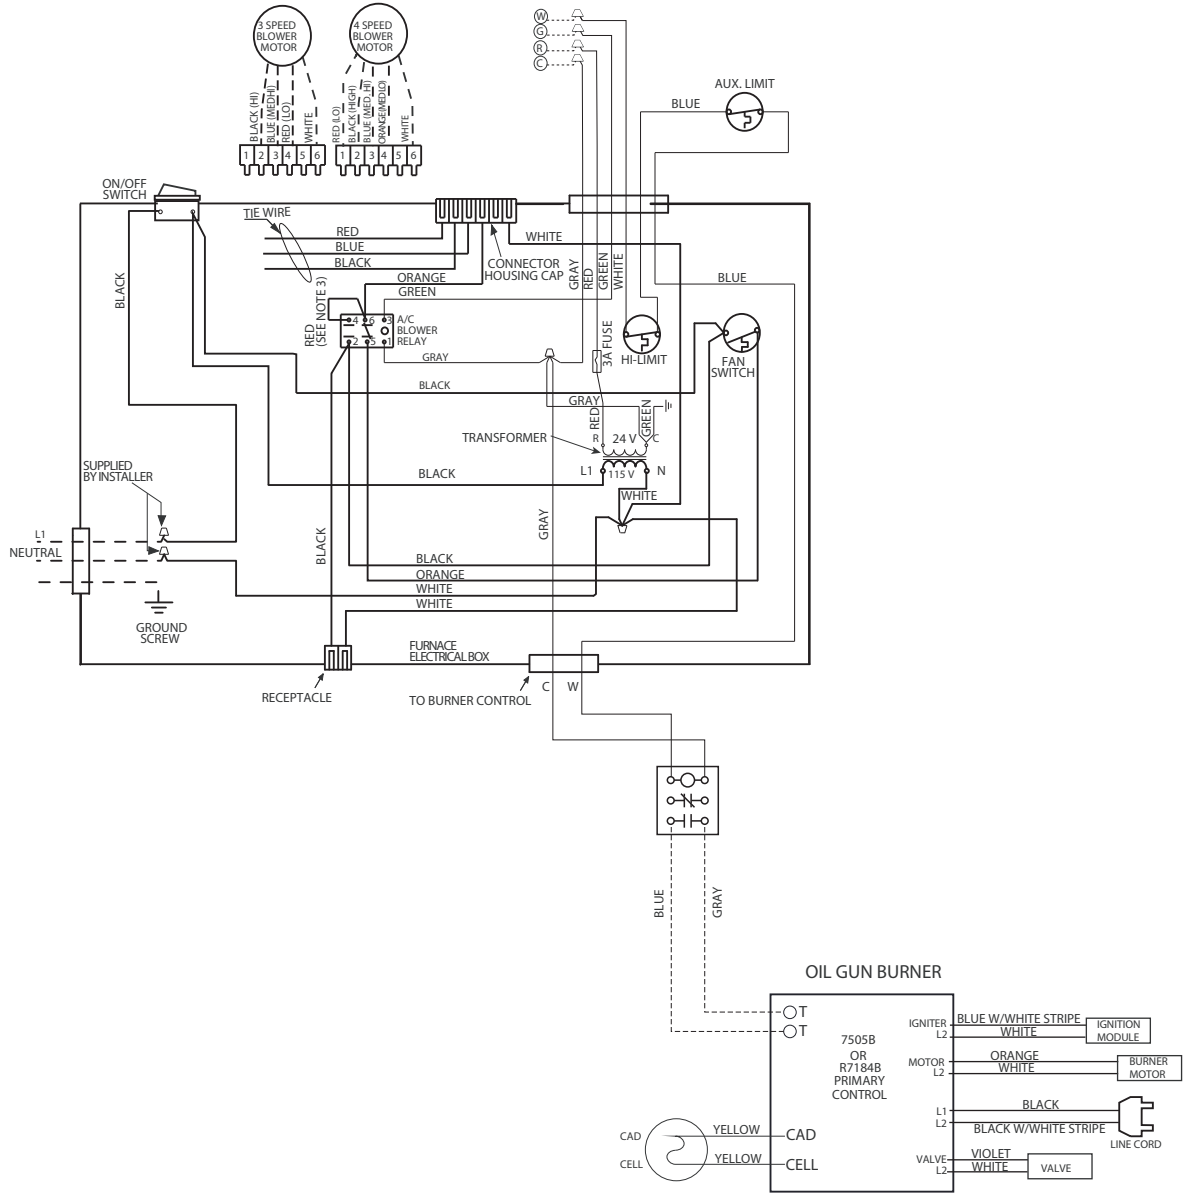 3 SPEED
BLOWER
MOTOR
4 SPEED
BLOWER
MOTOR
W
G
R
C
BLACK (HI)
BLUE (MEDHI)
RED (LO)
WHITE
RED (LO)
BLACK (HIGH)
BLUE (MED. HI)
ORANGE(MEDLO)
WHITE
1 2 3 4 5 6
1 2 3 4 5 6
AUX. LIMIT
BLUE
ON/OFF
SWITCH
TIE WIRE
RED
BLUE
BLACK
WHITE
CONNECTOR
HOUSING CAP
ORANGE
GREEN
GRAY
RED
GREEN
WHITE
BLUE
BLACK
RED
(SEE NOTE 3)
4 6 3
2 5 1
A/C
BLOWER
RELAY
GRAY
3A FUSE
HI-LIMIT
FAN
SWITCH
BLACK
GRAY
RED
GREEN
TRANSFORMER
R
24 V
C
L1
115 V
N
BLACK
WHITE
SUPPLIED
BY INSTALLER
L1
NEUTRAL
BLACK
GRAY
BLACK
ORANGE
WHITE
WHITE
GROUND
SCREW
FURNACE
ELECTRICAL BOX
RECEPTACLE
TO BURNER CONTROL
C
W
BLUE
GRAY
OIL GUN BURNER
T
T
7505B
OR
R7184B
PRIMARY
CONTROL
IGNITER
L2
BLUE W/WHITE STRIPE
WHITE
IGNITION
MODULE
MOTOR
L2
ORANGE
WHITE
BURNER
MOTOR
L1
L2
BLACK
BLACK W/WHITE STRIPE
LINE CORD
VALVE
L2
VIOLET
WHITE
VALVE
CAD
CELL
YELLOW
YELLOW
CAD
CELL